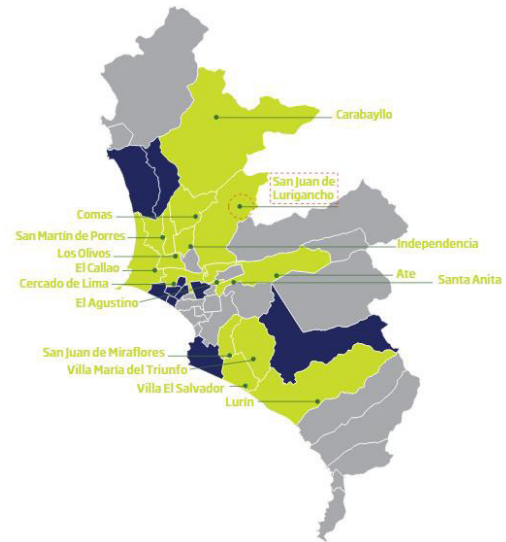 Carabayllo
San Juan de
Lurigancho
Comas
San Martín de Porres
Independencia
Los Olivos
El Callao
Ate
Santa Anita
Cercado de Lima
El Agustino
San Juan de Miraflores
Villa María del Triunfo
Villa El Salvador
Lurín